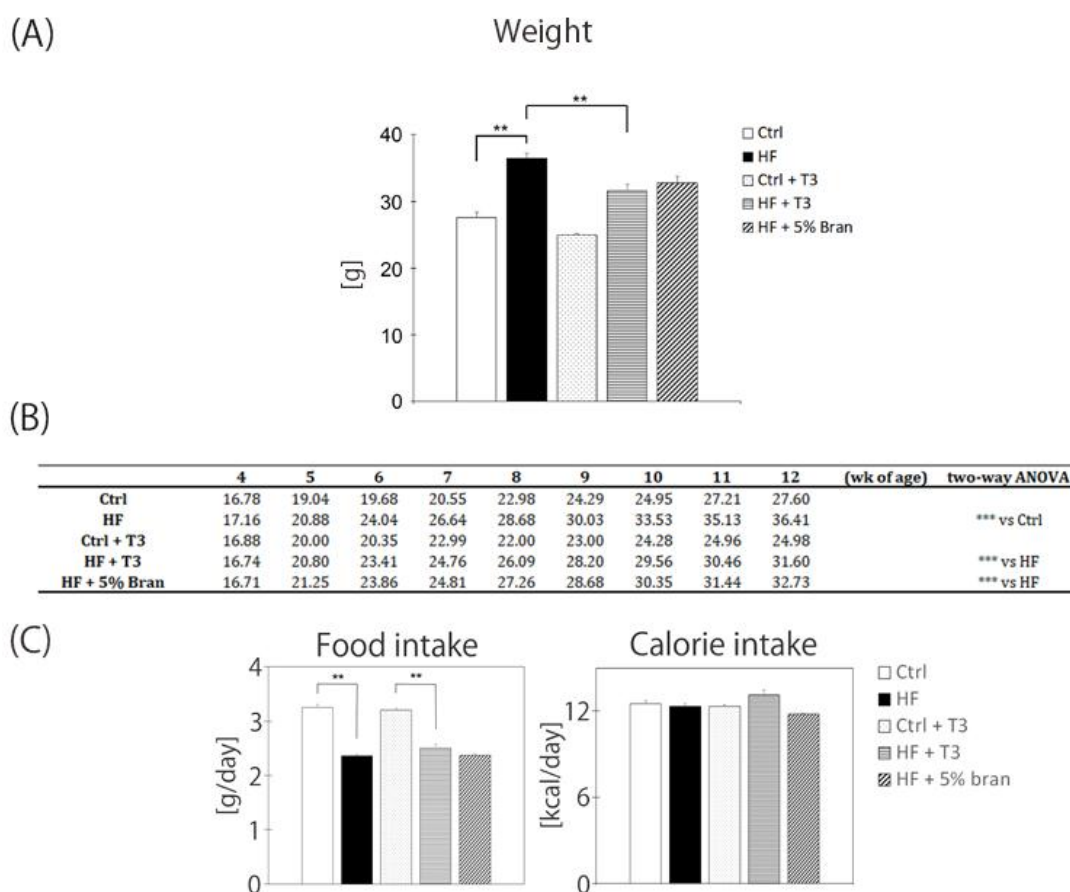 (A)
Weight
**
**
40
30
20
10
0
[g]
Ctrl
HF
Ctrl + T3
HF + T3
HF + 5% Bran
(B)
4 5 6 7 8 9 10 11 12 (wk of age) two-way ANOVA
Ctrl 16.78 19.04 19.68 20.55 22.98 24.29 24.95 27.21 27.60
HF 17.16 20.88 24.04 26.64 28.68 30.03 33.53 35.13 36.41 *** vs Ctrl
Ctrl + T3 16.88 20.00 20.35 22.99 22.00 23.00 24.28 24.96 24.98
HF + T3 16.74 20.80 23.41 24.76 26.09 28.20 29.56 30.46 31.60 *** vs HF
HF + 5% Bran 16.71 21.25 23.86 24.81 27.26 28.68 30.35 31.44 32.73 *** vs HF
(C)
Food intake
4
3
2
1
0
[g/day]
** **
Calorie intake
12
6
0
[kcal/day]
Ctrl
HF
Ctrl + T3
HF + T3
HF + 5% bran